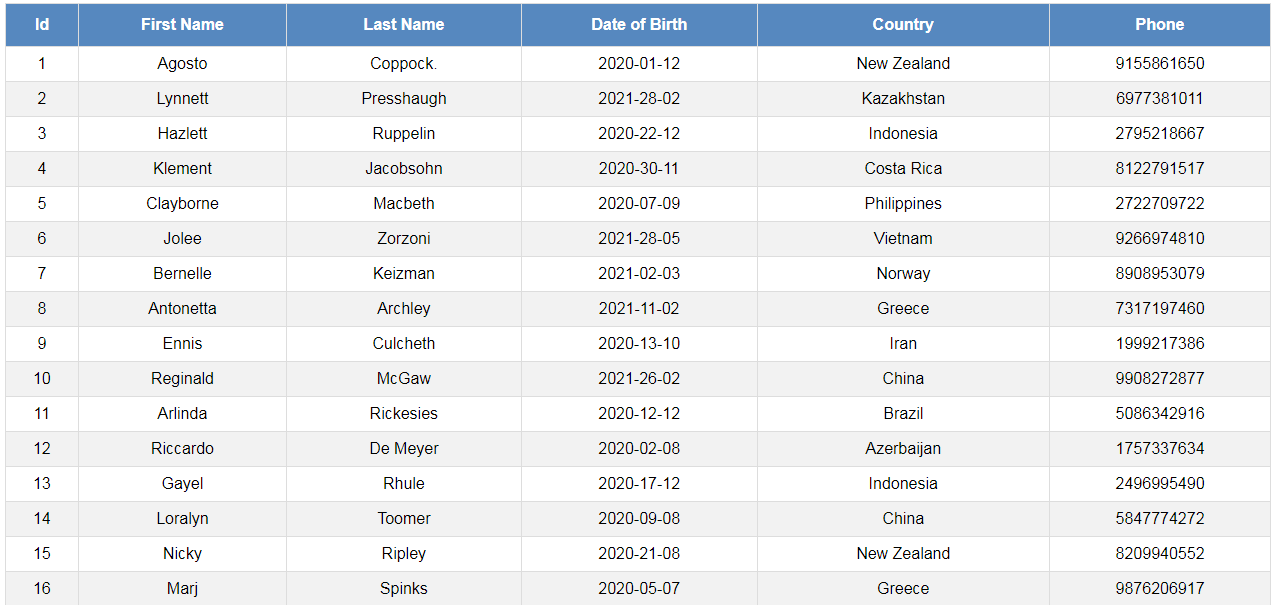 Id First Name Last Name Date of Birth Country Phone
1 Agosto Coppock. 2020-01-12 New Zealand 9155861650
2 Lynnett Presshaugh 2021-28-02 Kazakhstan 6977381011
3 Hazlett Ruppelin 2020-22-12 Indonesia 2795218667
4 Klement Jacobsohn 2020-30-11 Costa Rica 8122791517
5 Clayborne Macbeth 2020-07-09 Philippines 2722709722
6 Jolee Zorzoni 2021-28-05 Vietnam 9266974810
7 Bernelle Keizman 2021-02-03 Norway 8908953079
8 Antonetta Archley 2021-11-02 Greece 7317197460
9 Ennis Culcheth 2020-13-10 Iran 1999217386
10 Reginald McGaw 2021-26-02 China 9908272877
11 Arlinda Rickesies 2020-12-12 Brazil 5086342916
12 Riccardo De Meyer 2020-02-08 Azerbaijan 1757337634
13 Gayel Rhule 2020-17-12 Indonesia 2496995490
14 Loralyn Toomer 2020-09-08 China 5847774272
15 Nicky Ripley 2020-21-08 New Zealand 8209940552
16 Marj Spinks 2020-05-07 Greece 9876206917